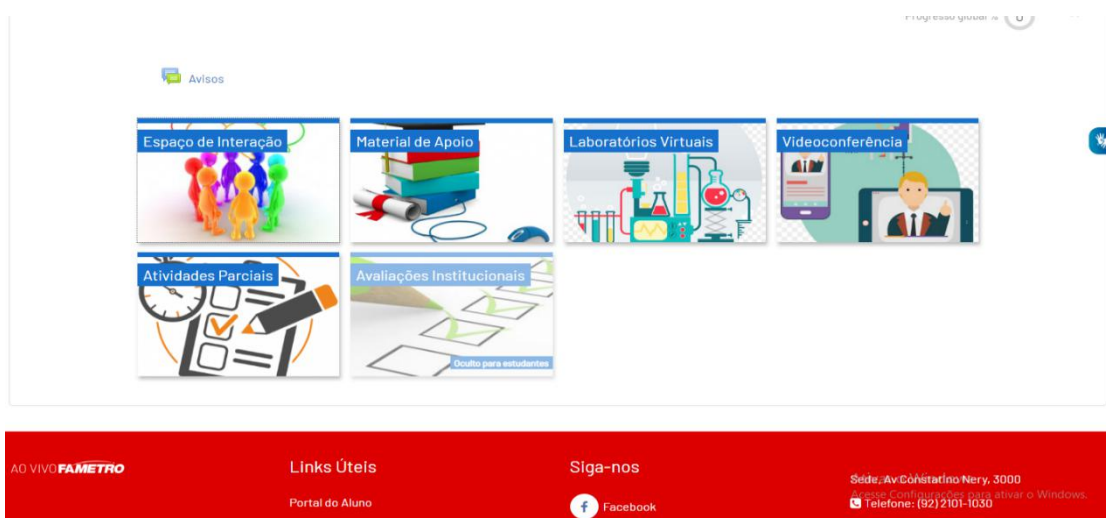 Progresso global %
Avisos
Espaço de Interação
Material de Apoio
Laboratórios Virtuais
Videoconferência
Atividades Parciais
Avaliações Institucionais
Oculto para estudantes
AO VIVO FAMETRO
Links Úteis
Siga-nos
Sede, Av Constatino Nery, 3000
Acesse Configurações para ativar o Windows.
Portal do Aluno
Facebook
Telefone: (92) 2101-1030